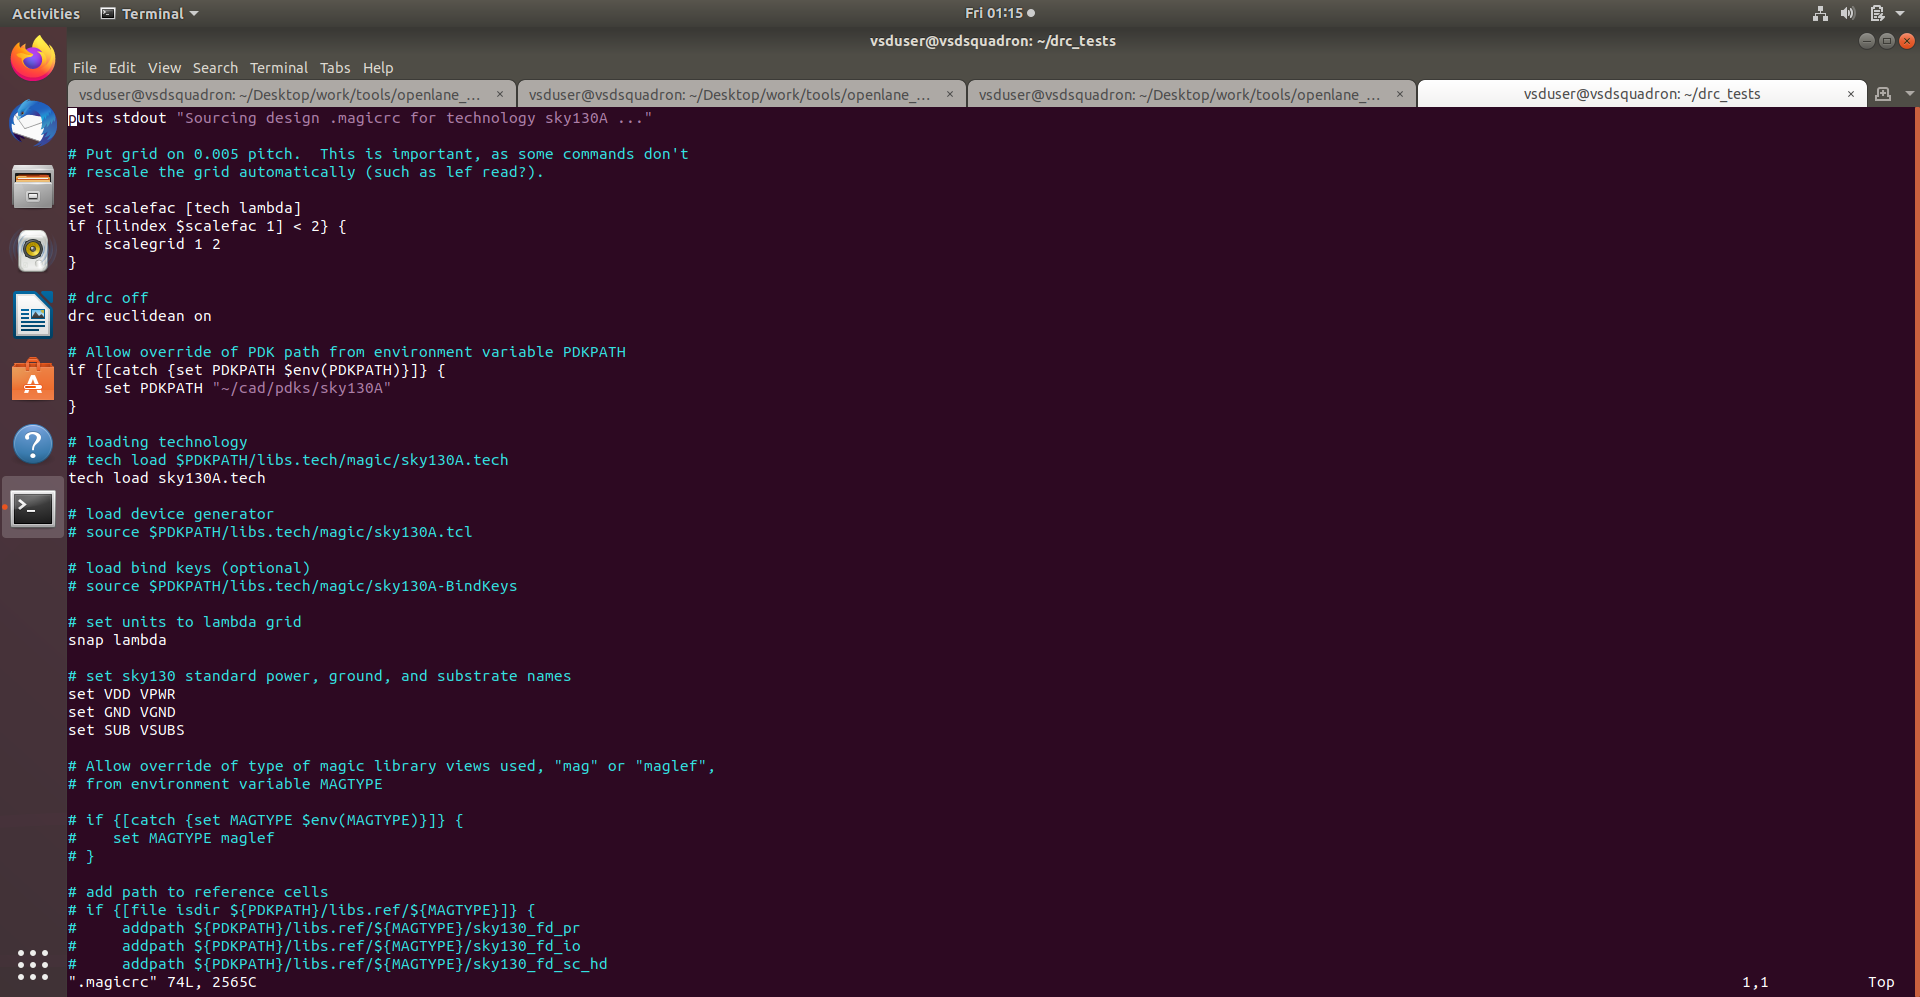 Activities
Terminal
Fri 01:15
vsduser@vsdsquadron: ~/drc_tests
File Edit View Search Terminal Tabs Help
vsduser@vsdsquadron: ~/Desktop/work/tools/openlane_... × vsduser@vsdsquadron: ~/Desktop/work/tools/openlane_... × vsduser@vsdsquadron: ~/Desktop/work/tools/openlane_... × vsduser@vsdsquadron: ~/drc_tests ×
puts stdout "Sourcing design .magicrc for technology sky130A ..."

# Put grid on 0.005 pitch.  This is important, as some commands don't
# rescale the grid automatically (such as lef read?).

set scalefac [tech lambda]
if {[lindex $scalefac 1] < 2} {
    scalegrid 1 2
}

# drc off
drc euclidean on

# Allow override of PDK path from environment variable PDKPATH
if {[catch {set PDKPATH $env(PDKPATH)}]} {
    set PDKPATH "~/cad/pdks/sky130A"
}

# loading technology
# tech load $PDKPATH/libs.tech/magic/sky130A.tech
tech load sky130A.tech

# load device generator
# source $PDKPATH/libs.tech/magic/sky130A.tcl

# load bind keys (optional)
# source $PDKPATH/libs.tech/magic/sky130A-BindKeys

# set units to lambda grid
snap lambda

# set sky130 standard power, ground, and substrate names
set VDD VPWR
set GND VGND
set SUB VSUBS

# Allow override of type of magic library views used, "mag" or "maglef",
# from environment variable MAGTYPE

# if {[catch {set MAGTYPE $env(MAGTYPE)}]} {
#    set MAGTYPE maglef
# }

# add path to reference cells
# if {[file isdir ${PDKPATH}/libs.ref/${MAGTYPE}]} {
#     addpath ${PDKPATH}/libs.ref/${MAGTYPE}/sky130_fd_pr
#     addpath ${PDKPATH}/libs.ref/${MAGTYPE}/sky130_fd_io
#     addpath ${PDKPATH}/libs.ref/${MAGTYPE}/sky130_fd_sc_hd
".magicrc" 74L, 2565C 1,1 Top